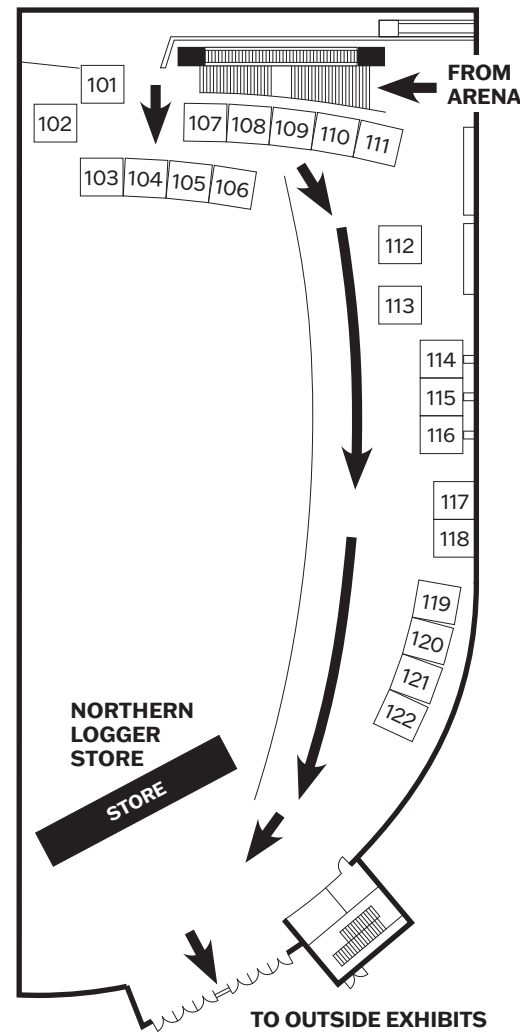 FROM
ARENA
101
102
107 108 109 110 111
103 104 105 106
112
113
114
115
116
117
118
119
120
121
122
NORTHERN
LOGGER
STORE
STORE
TO OUTSIDE EXHIBITS